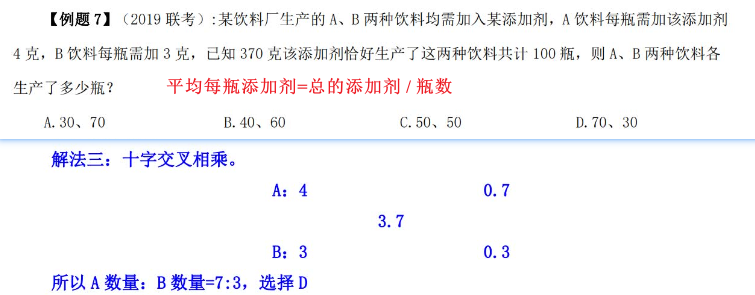 【例题 7】（2019 联考）:某饮料厂生产的 A、B 两种饮料均需加入某添加剂，A 饮料每瓶需加该添加剂
4 克，B 饮料每瓶需加 3 克，已知 370 克该添加剂恰好生产了这两种饮料共计 100 瓶，则 A、B 两种饮料各
生产了多少瓶？ 平均每瓶添加剂=总的添加剂 / 瓶数
A.30、70 B.40、60 C.50、50 D.70、30
解法三：十字交叉相乘。
A：4 0.7
3.7
B：3 0.3
所以 A 数量：B 数量=7:3，选择 D